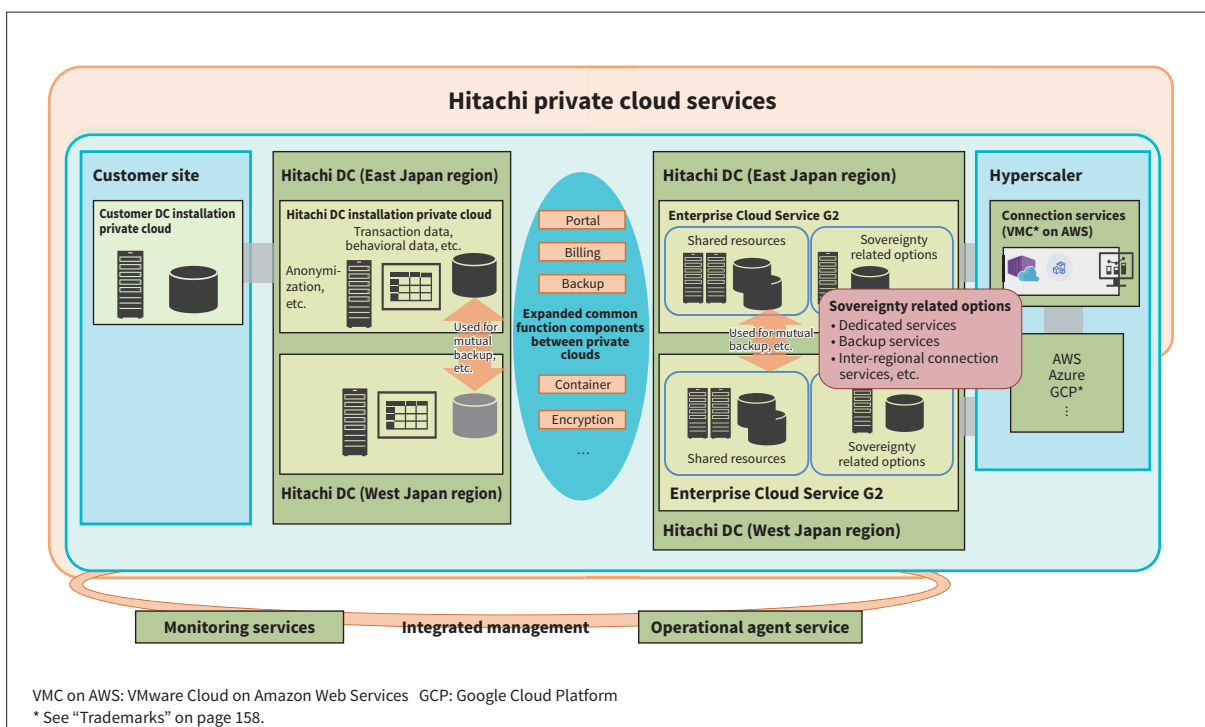 Hitachi private cloud services
Customer site
Customer DC installation
private cloud
Hitachi DC (East Japan region)
Hitachi DC installation private cloud
Transaction data,
behavioral data, etc.
Anonymi-
zation,
etc.
Used for
mutual
backup,
etc.
Hitachi DC (West Japan region)
Portal
Billing
Backup
Expanded common
function components
between private
clouds
Container
Encryption
...
Hitachi DC (East Japan region)
Enterprise Cloud Service G2
Shared resources
Sovereignty
related options
Used for mutual
backup, etc.
Sovereignty related options
• Dedicated services
• Backup services
• Inter-regional connection
services, etc.
Shared resources
Sovereignty
related options
Enterprise Cloud Service G2
Hitachi DC (West Japan region)
Hyperscaler
Connection services
(VMC* on AWS)
AWS
Azure
GCP*
⋮
Monitoring services
Integrated management
Operational agent service
VMC on AWS: VMware Cloud on Amazon Web Services GCP: Google Cloud Platform
* See “Trademarks” on page 158.